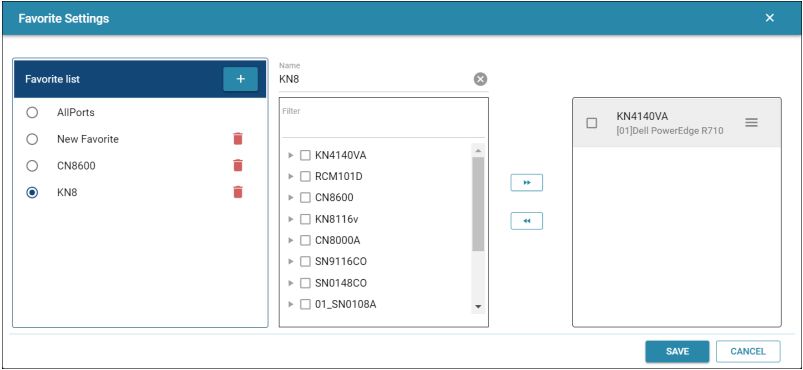 Favorite Settings
Favorite list
+
AllPorts
New Favorite
CN8600
KN8
Name
KN8
Filter
KN4140VA
RCM101D
CN8600
KN8116v
CN8000A
SN9116CO
SN0148CO
01_SN0108A
KN4140VA
[01]Dell PowerEdge R710
SAVE
CANCEL